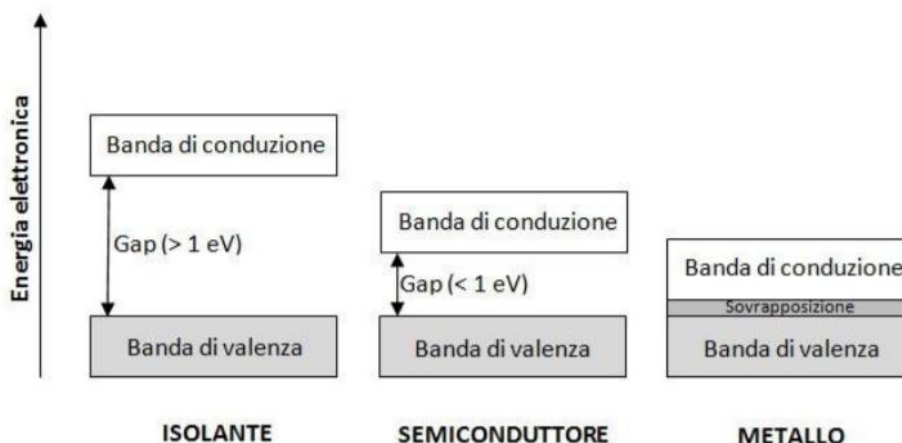 Energia elettronica
Banda di conduzione
Gap (> 1 eV)
Banda di valenza
ISOLANTE
Banda di conduzione
Gap (< 1 eV)
Banda di valenza
SEMICONDUTTORE
Banda di conduzione
Sovrapposizione
Banda di valenza
METALLO